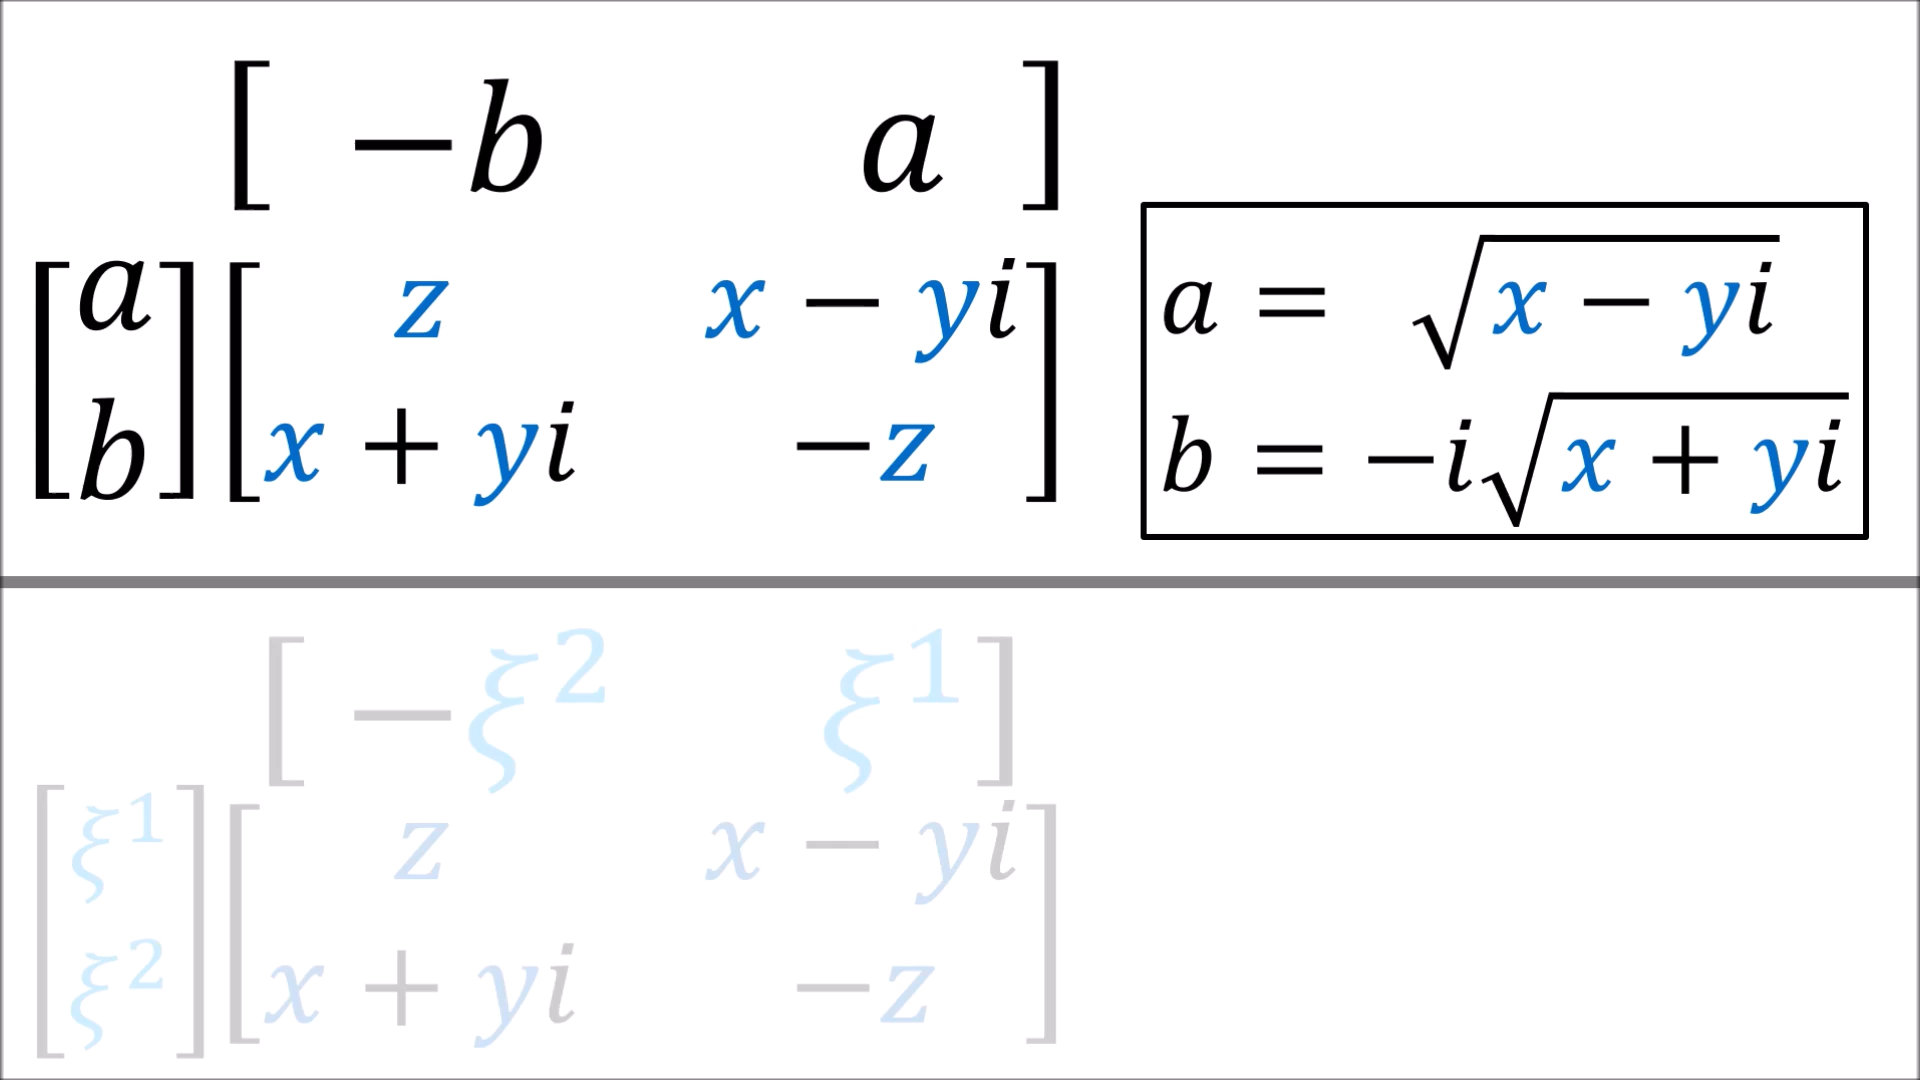 [ −b a ]
[a b] [ z x − yi
x + yi −z ]
a = √(x − yi)
b = −i√(x + yi)
[ −ξ² ξ¹ ]
[ξ¹ ξ²] [ z x − yi
x + yi −z ]